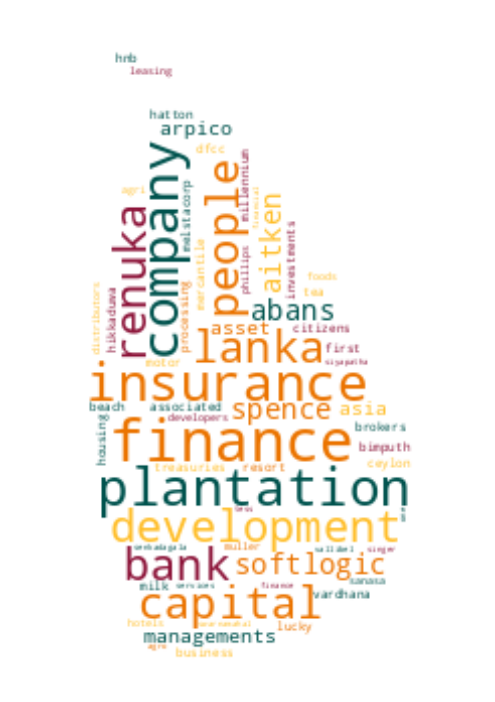 hnb
leasing
hatton
arpico
dfcc
company
people
millennium
agri
melstacorp
financial
aitken
renuka
mercantile
phillips
investments
foods
tea
distributors
hikkaduwa
processing
abans
asset
citizens
lanka
first
motor
siyapatha
insurance
beach
associated
spence
asia
developers
housing
finance
brokers
bimputh
treasuries
resort
ceylon
plantation
development
senkadagala
muller
vallibel
singer
bank
softlogic
milk
services
finance
sanasa
vardhana
capital
hotels
lucky
managements
agro
business